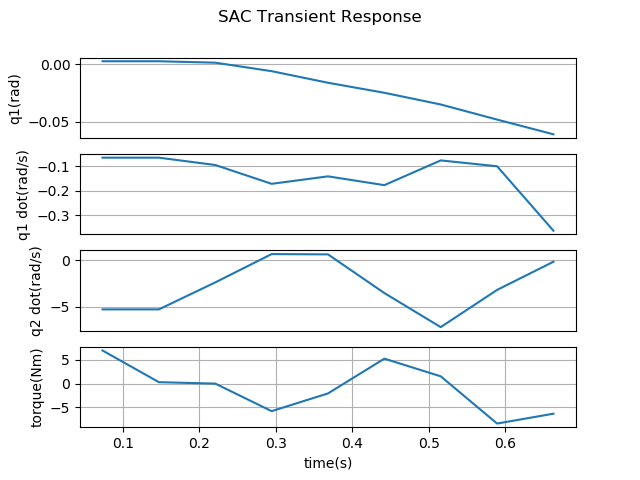 SAC Transient Response
q1(rad)
0.00
−0.05
q1 dot(rad/s)
−0.1
−0.2
−0.3
q2 dot(rad/s)
0
−5
torque(Nm)
5
0
−5
0.1 0.2 0.3 0.4 0.5 0.6
time(s)